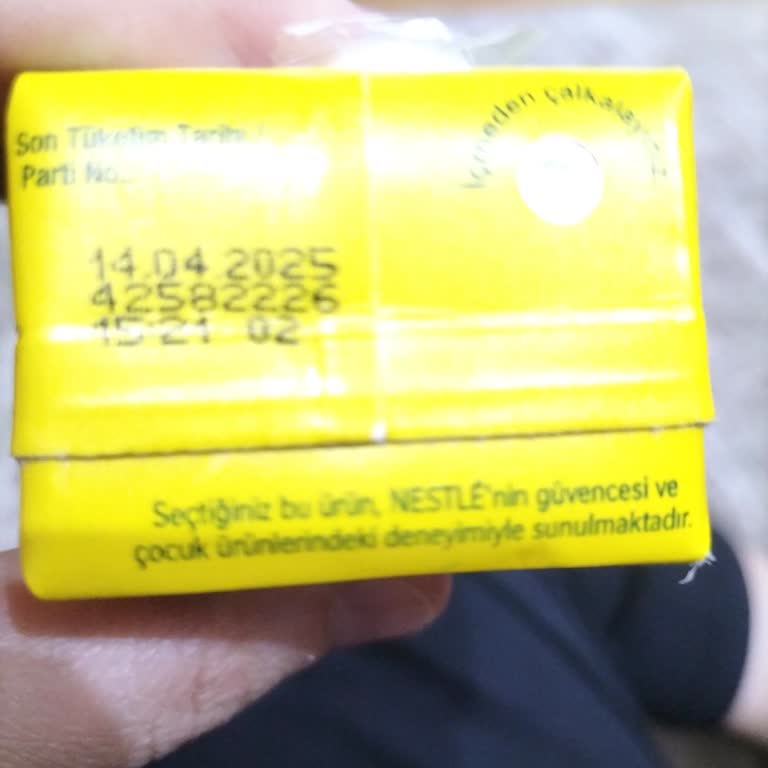 Son Tüketim Tarihi /
Parti No.
İçmeden çalkalayınız
14.04.2025
42582226
15:21 02
Seçtiğiniz bu ürün, NESTLÉ'nin güvencesi ve
çocuk ürünlerindeki deneyimiyle sunulmaktadır.